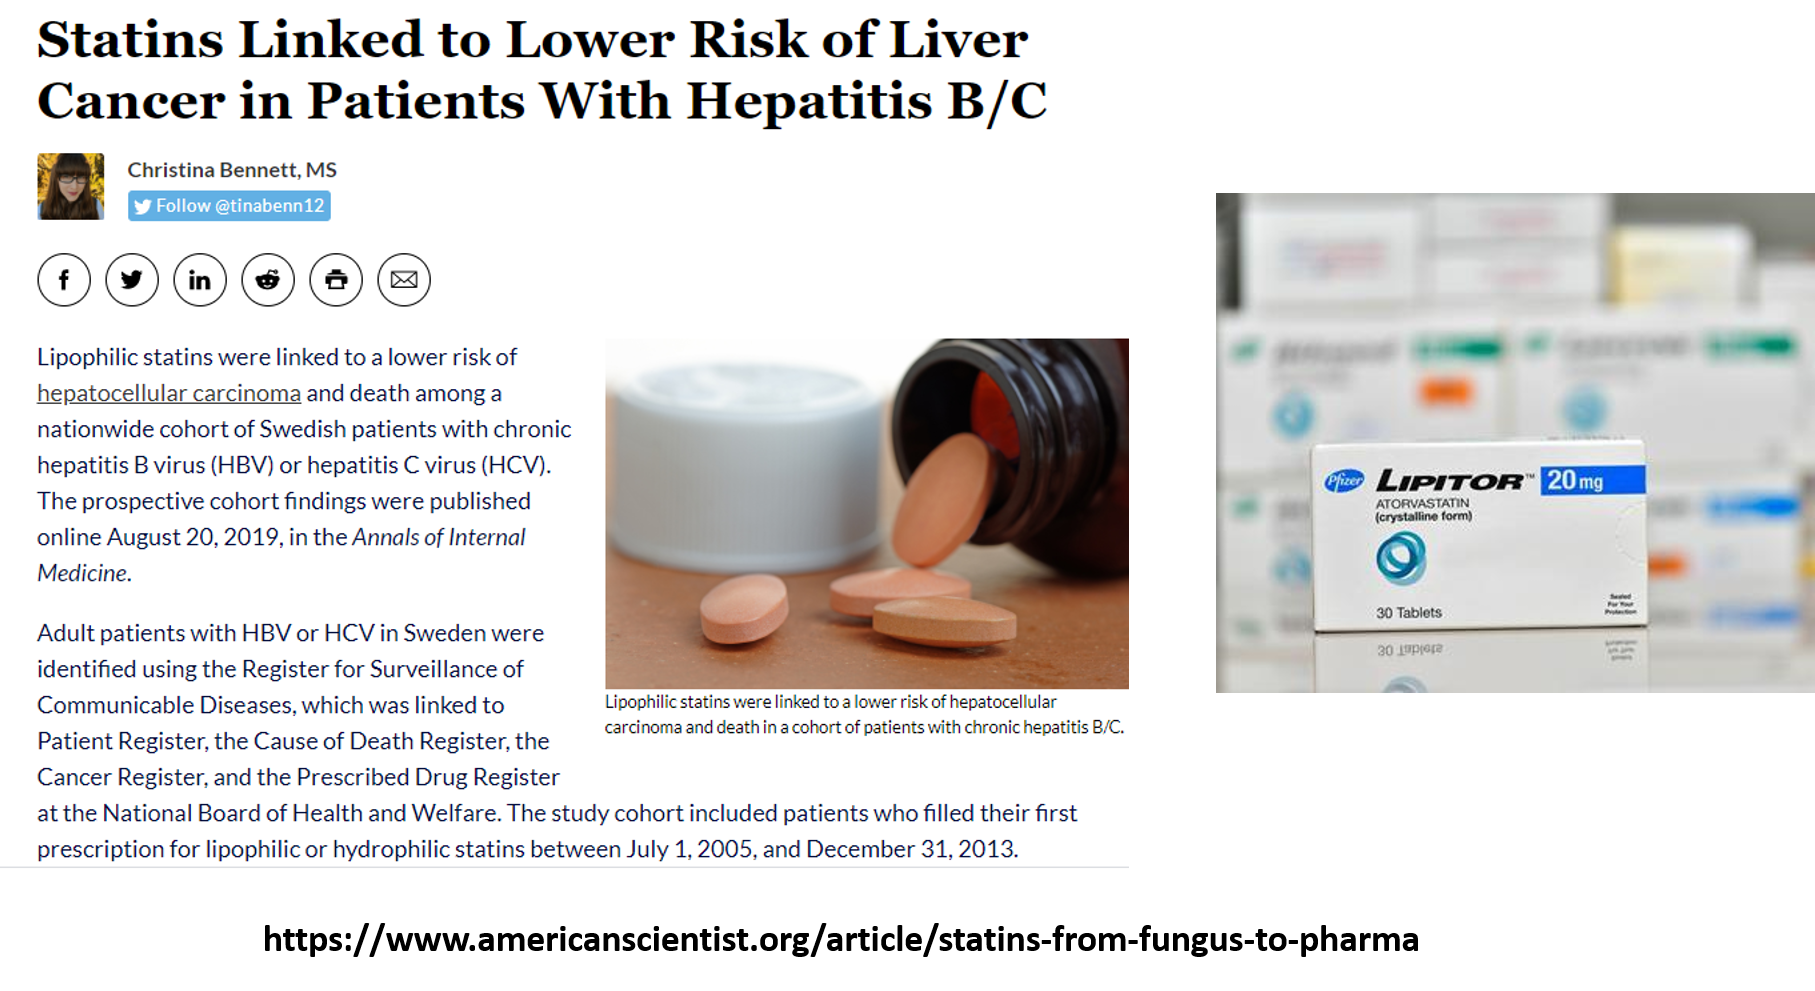 Statins Linked to Lower Risk of Liver
Cancer in Patients With Hepatitis B/C
Christina Bennett, MS
Follow @tinabenn12
Lipophilic statins were linked to a lower risk of
hepatocellular carcinoma and death among a
nationwide cohort of Swedish patients with chronic
hepatitis B virus (HBV) or hepatitis C virus (HCV).
The prospective cohort findings were published
online August 20, 2019, in the Annals of Internal
Medicine.
Adult patients with HBV or HCV in Sweden were
identified using the Register for Surveillance of
Communicable Diseases, which was linked to
Patient Register, the Cause of Death Register, the
Cancer Register, and the Prescribed Drug Register
at the National Board of Health and Welfare. The study cohort included patients who filled their first
prescription for lipophilic or hydrophilic statins between July 1, 2005, and December 31, 2013.
Lipophilic statins were linked to a lower risk of hepatocellular
carcinoma and death in a cohort of patients with chronic hepatitis B/C.
Pfizer LIPITOR™ 20 mg
ATORVASTATIN
(crystalline form)
30 Tablets
Sealed
For Your
Protection
https://www.americanscientist.org/article/statins-from-fungus-to-pharma